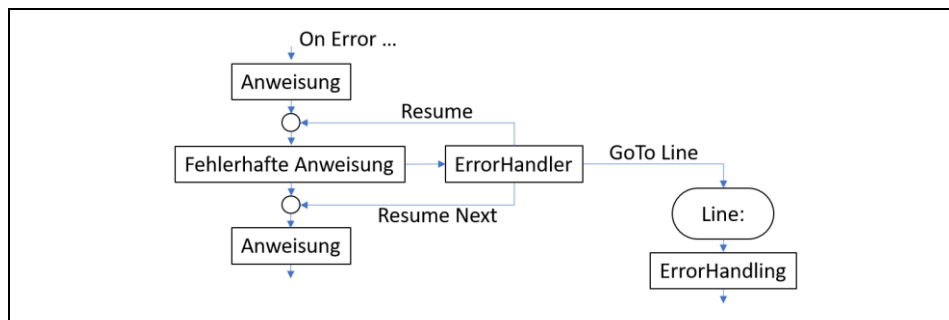 On Error ...
Anweisung
Resume
Fehlerhafte Anweisung
ErrorHandler
GoTo Line
Resume Next
Line:
Anweisung
ErrorHandling